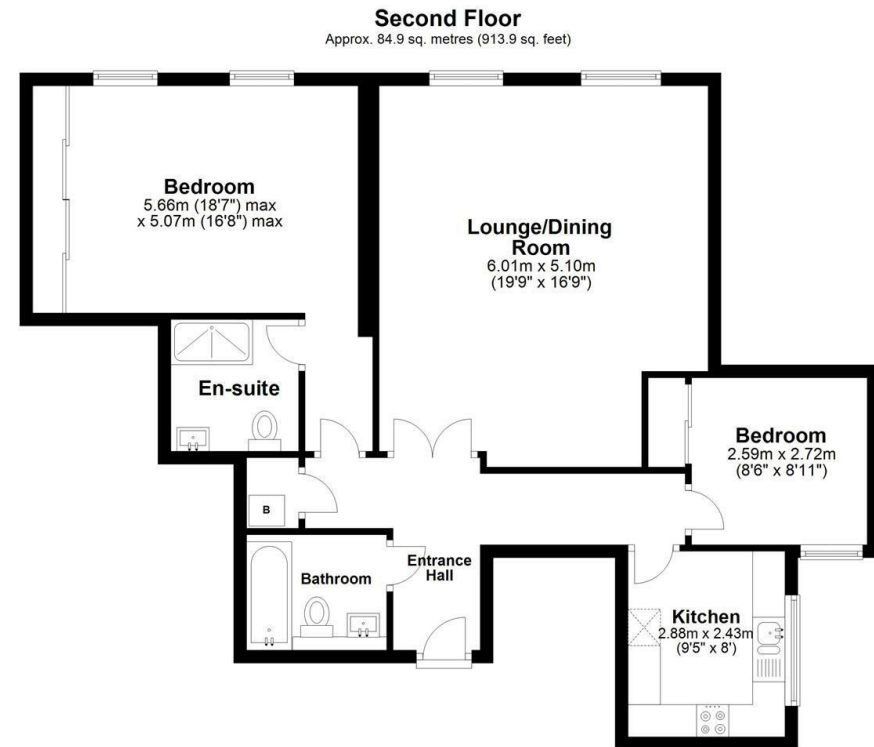 Second Floor
Approx. 84.9 sq. metres (913.9 sq. feet)
Bedroom
5.66m (18'7") max
x 5.07m (16'8") max
Lounge/Dining
Room
6.01m x 5.10m
(19'9" x 16'9")
En-suite
Bedroom
2.59m x 2.72m
(8'6" x 8'11")
B
Bathroom
Entrance
Hall
Kitchen
2.88m x 2.43m
(9'5" x 8')